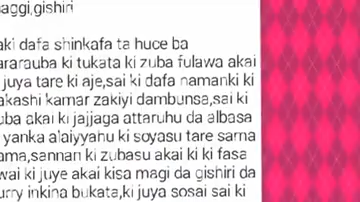 aggi,gishiri
aki dafa shinkafa ta huce ba
ararauba ki tukata ki zuba fulawa akai
juya tare ki aje,sai ki dafa namanki ki
akashi kamar zakiyi dambunsa,sai ki
uba akai ki jajjaga attaruhu da albasa
yanka alaiyyahu ki soyasu tare sama
ama,sannan ki zubasu akai ki ki fasa
wai ki juye akai kisa magi da gishiri da
urry inkina bukata,ki juya sosai sai ki